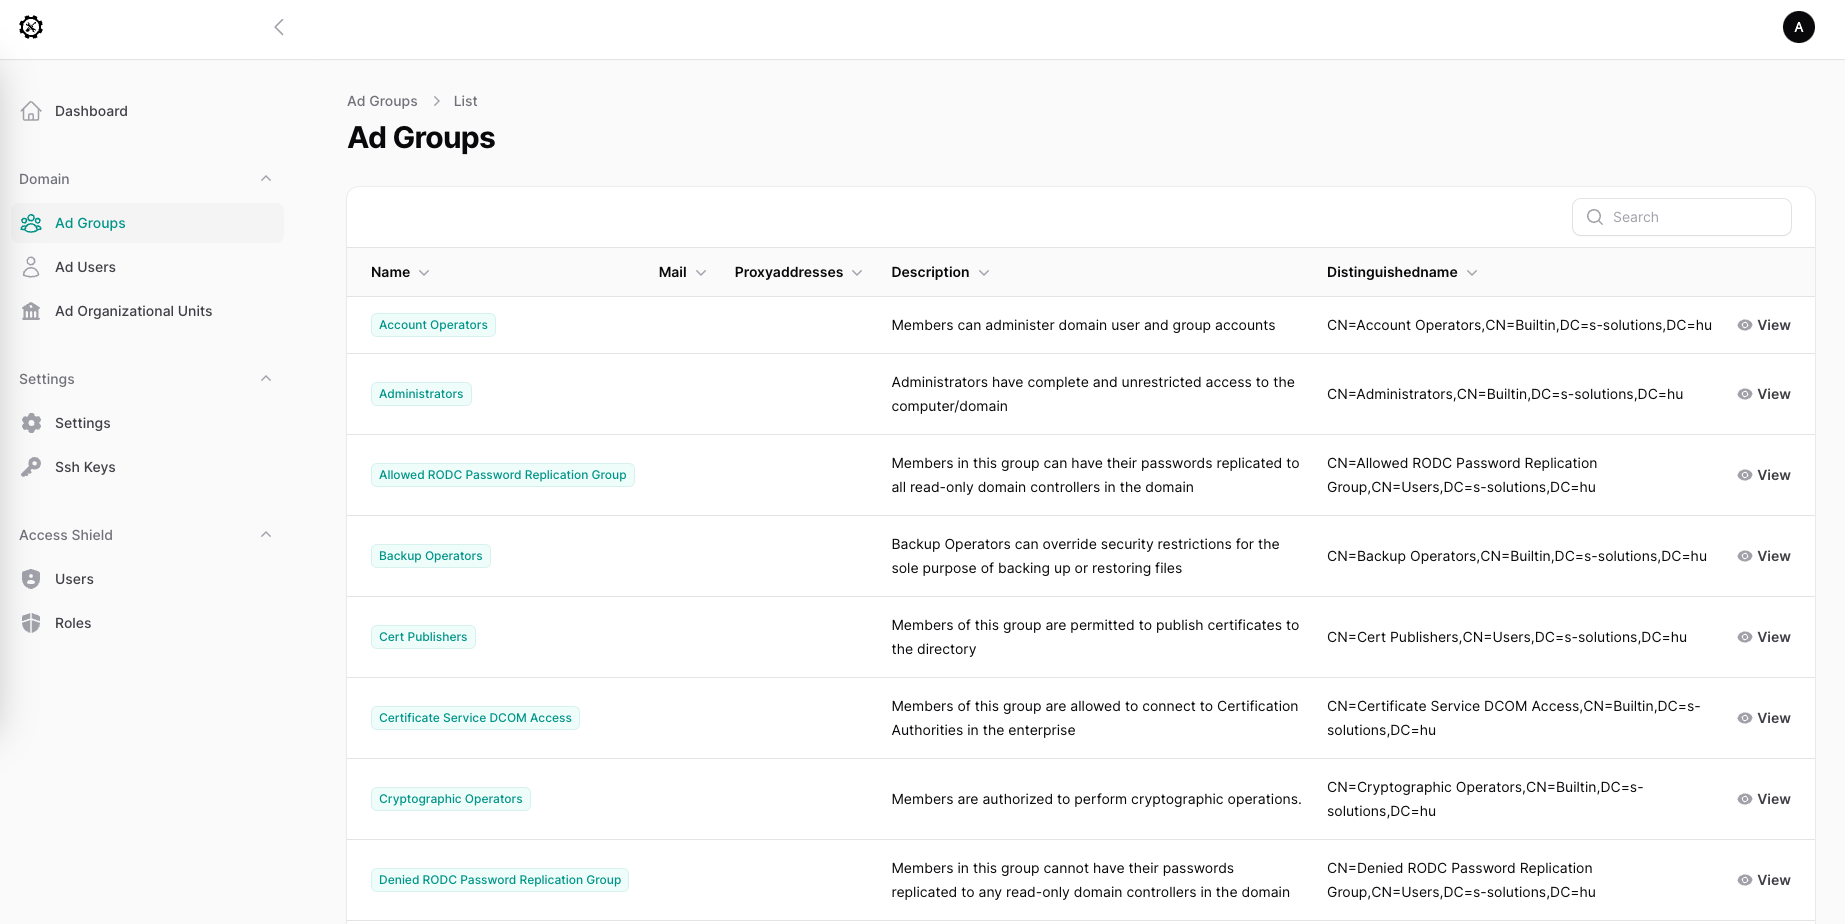 A
Dashboard
Domain
Ad Groups
Ad Users
Ad Organizational Units
Settings
Settings
Ssh Keys
Access Shield
Users
Roles
Ad Groups > List
Ad Groups
Search
Name Mail Proxyaddresses Description Distinguishedname
Account Operators Members can administer domain user and group accounts CN=Account Operators,CN=Builtin,DC=s-solutions,DC=hu View
Administrators Administrators have complete and unrestricted access to the
computer/domain CN=Administrators,CN=Builtin,DC=s-solutions,DC=hu View
Allowed RODC Password Replication Group Members in this group can have their passwords replicated to
all read-only domain controllers in the domain CN=Allowed RODC Password Replication
Group,CN=Users,DC=s-solutions,DC=hu View
Backup Operators Backup Operators can override security restrictions for the
sole purpose of backing up or restoring files CN=Backup Operators,CN=Builtin,DC=s-solutions,DC=hu View
Cert Publishers Members of this group are permitted to publish certificates to
the directory CN=Cert Publishers,CN=Users,DC=s-solutions,DC=hu View
Certificate Service DCOM Access Members of this group are allowed to connect to Certification
Authorities in the enterprise CN=Certificate Service DCOM Access,CN=Builtin,DC=s-
solutions,DC=hu View
Cryptographic Operators Members are authorized to perform cryptographic operations. CN=Cryptographic Operators,CN=Builtin,DC=s-
solutions,DC=hu View
Denied RODC Password Replication Group Members in this group cannot have their passwords
replicated to any read-only domain controllers in the domain CN=Denied RODC Password Replication
Group,CN=Users,DC=s-solutions,DC=hu View